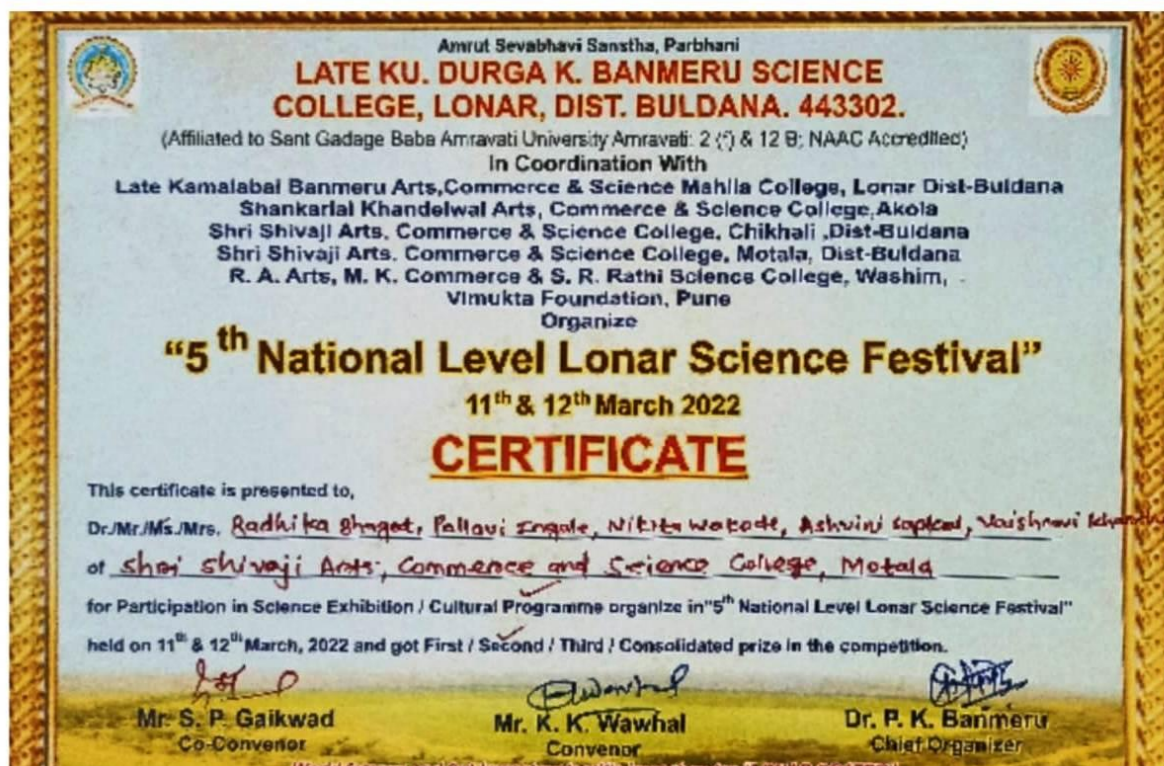 Amrut Sevabhavi Sanstha, Parbhani
LATE KU. DURGA K. BANMERU SCIENCE
COLLEGE, LONAR, DIST. BULDANA. 443302.
(Affiliated to Sant Gadage Baba Amravati University Amravati: 2 (f) & 12 B; NAAC Accredited)
In Coordination With
Late Kamalabai Banmeru Arts,Commerce & Science Mahila College, Lonar Dist-Buldana
Shankarlal Khandelwal Arts, Commerce & Science College,Akola
Shri Shivaji Arts, Commerce & Science College, Chikhali ,Dist-Buldana
Shri Shivaji Arts, Commerce & Science College, Motala, Dist-Buldana
R. A. Arts, M. K. Commerce & S. R. Rathi Science College, Washim,
Vimukta Foundation, Pune
Organize
“5 th National Level Lonar Science Festival”
11th & 12th March 2022
CERTIFICATE
This certificate is presented to,
Dr./Mr./Ms./Mrs. Radhika Bhagat, Pallavi Ingale, Nikita Wakode, Ashvini Sapkal, Vaishnavi
of Shri Shivaji Arts, Commence and Science College, Motala
for Participation in Science Exhibition / Cultural Programme organize in"5th National Level Lonar Science Festival"
held on 11th & 12th March, 2022 and got First / Second / Third / Consolidated prize in the competition.
Mr. S. P. Gaikwad Mr. K. K. Wawhal Dr. P. K. Banmeru
Co-Convenor Convenor Chief Organizer